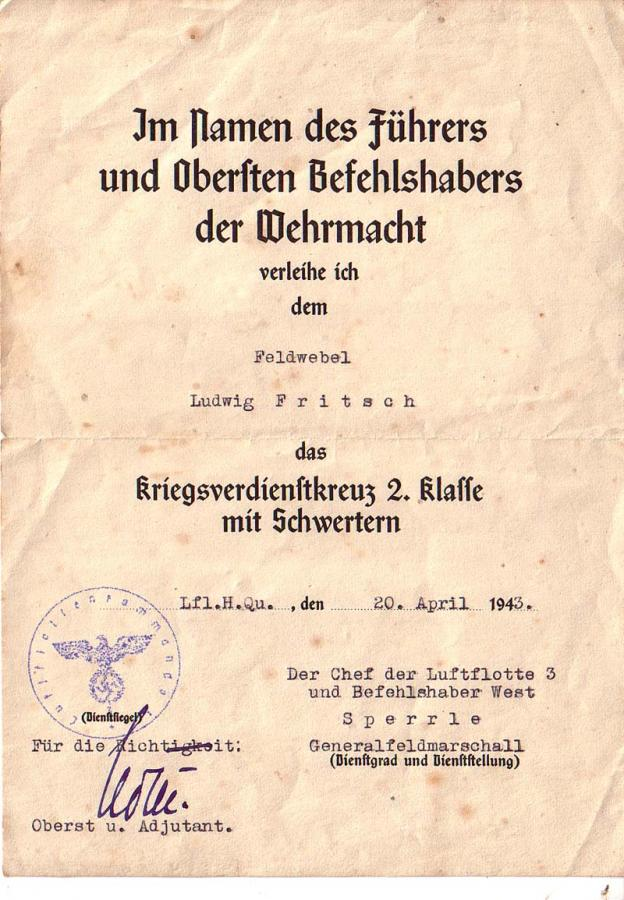 Im Namen des Führers
und Obersten Befehlshabers
der Wehrmacht
verleihe ich
dem
Feldwebel
Ludwig Fritsch
das
Kriegsverdienstkreuz 2. Klasse
mit Schwertern
Lfl.H.Qu. , den 20. April 1943.
Luftflottenkommando
(Dienstsiegel)
Der Chef der Luftflotte 3
und Befehlshaber West
Sperrle
Generalfeldmarschall
(Dienstgrad und Dienststellung)
Für die Richtigkeit:
Oberst u. Adjutant.